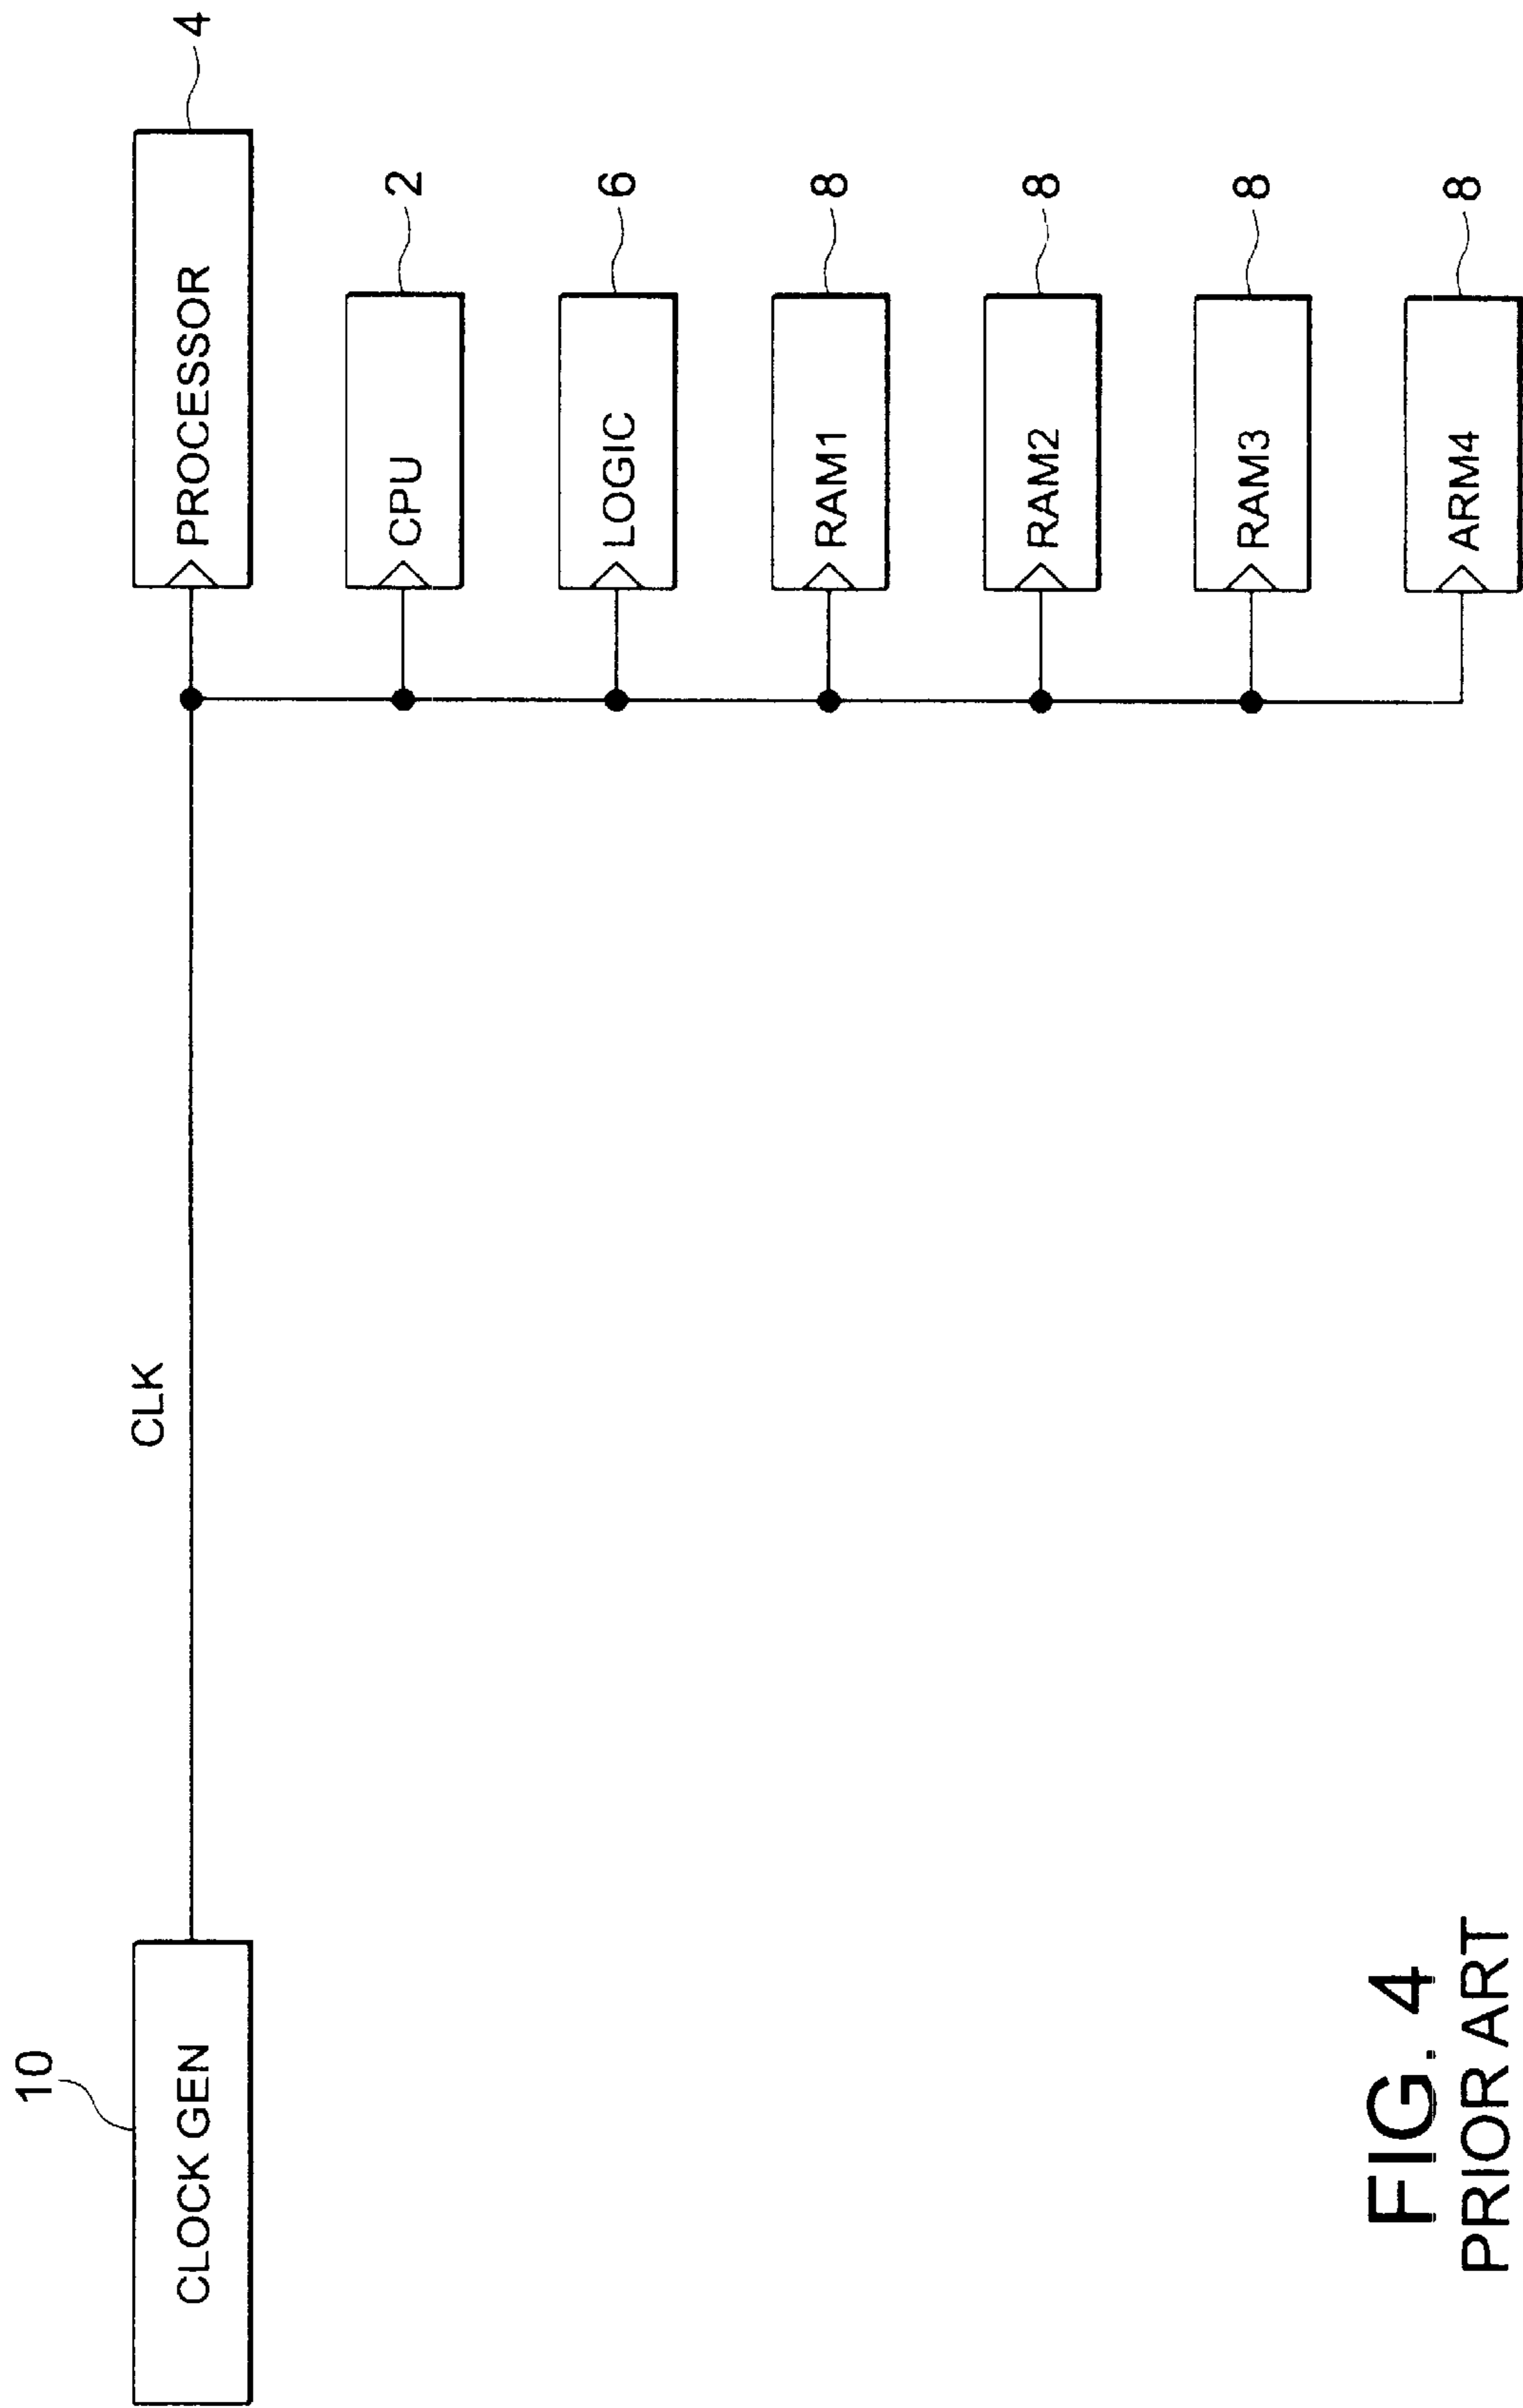 10
CLOCK GEN
CLK
PROCESSOR
4
CPU
2
LOGIC
6
RAM1
8
RAM2
8
RAM3
8
ARM4
8
FIG. 4
PRIOR ART